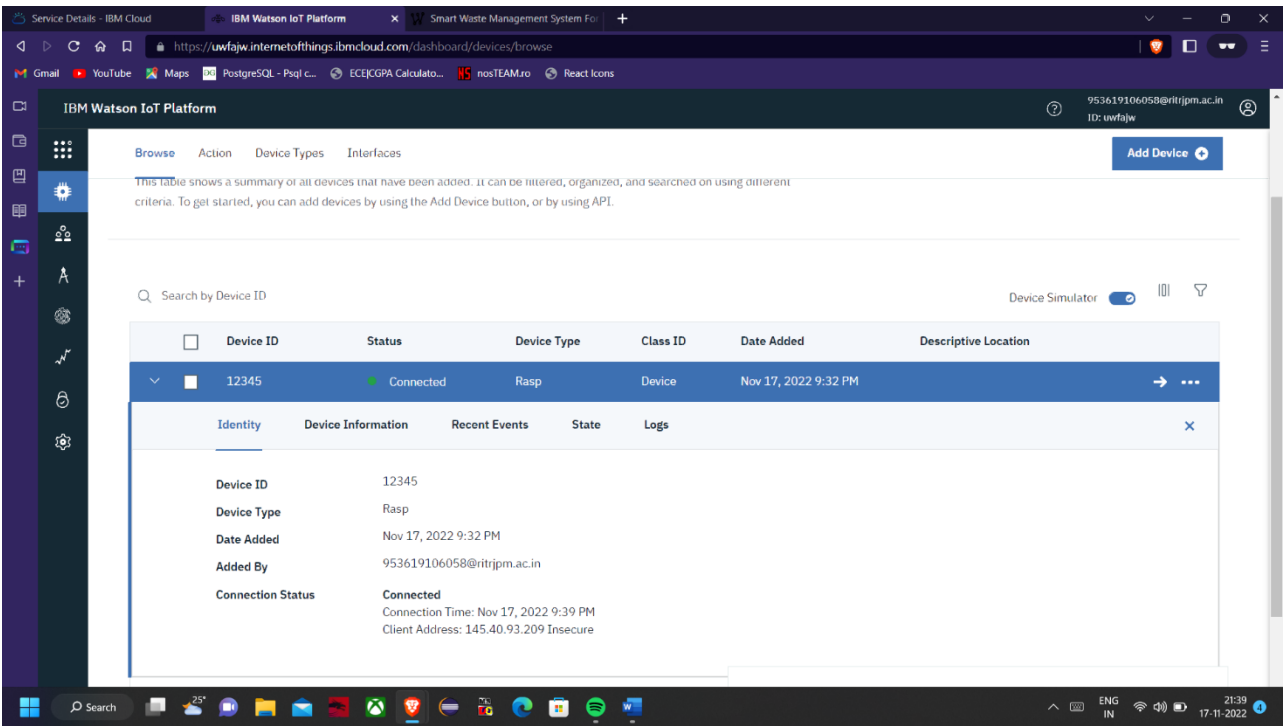 Service Details - IBM Cloud
IBM Watson IoT Platform
Smart Waste Management System For
https://uwfajw.internetofthings.ibmcloud.com/dashboard/devices/browse
Gmail YouTube Maps PostgreSQL - Psql c... ECE|CGPA Calculato... nosTEAM.ro React Icons
IBM Watson IoT Platform
953619106058@ritrjpm.ac.in
ID: uwfajw
Browse Action Device Types Interfaces
Add Device
This table shows a summary of all devices that have been added. It can be filtered, organized, and searched on using different
criteria. To get started, you can add devices by using the Add Device button, or by using API.
Search by Device ID
Device Simulator
Device ID Status Device Type Class ID Date Added Descriptive Location
12345 Connected Rasp Device Nov 17, 2022 9:32 PM
Identity Device Information Recent Events State Logs
Device ID 12345
Device Type Rasp
Date Added Nov 17, 2022 9:32 PM
Added By 953619106058@ritrjpm.ac.in
Connection Status Connected
Connection Time: Nov 17, 2022 9:39 PM
Client Address: 145.40.93.209 Insecure
Search
25°
ENG
IN
21:39
17-11-2022
4